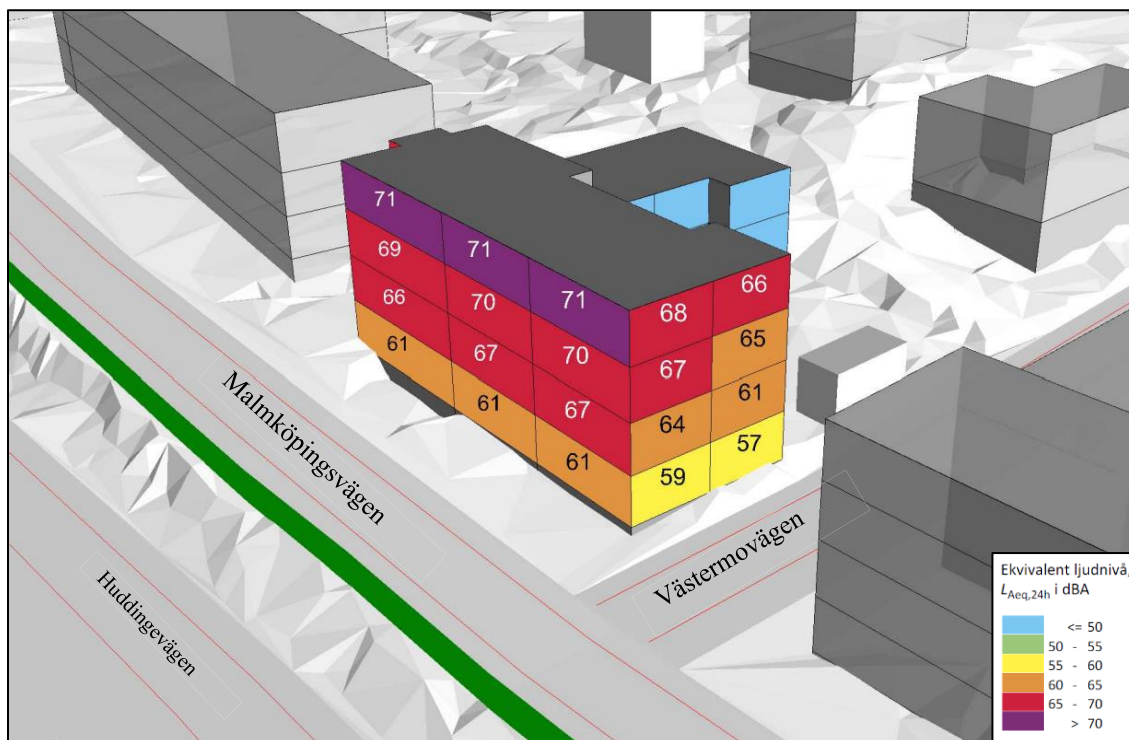 71
71
71
69
70
70
66
67
67
61
61
61
68
66
67
65
64
61
59
57
Malmköpingsvägen
Huddingevägen
Västermovägen
Ekvivalent ljudnivå,
LAeq,24h i dBA
<= 50
50 - 55
55 - 60
60 - 65
65 - 70
> 70